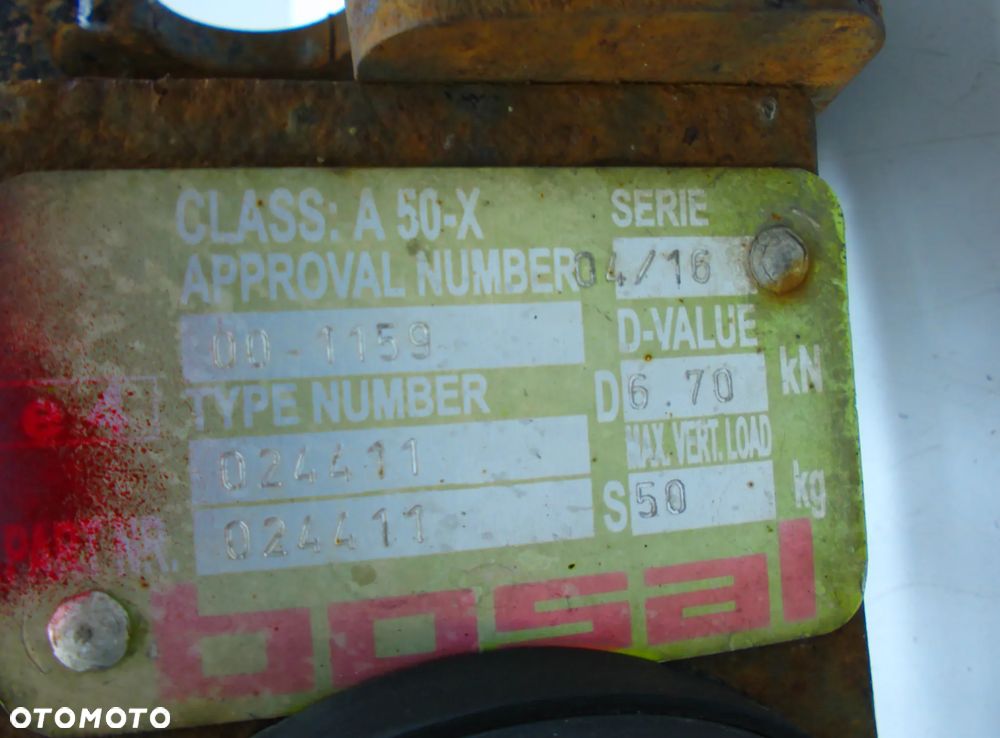 CLASS: A 50-X
SERIE
APPROVAL NUMBER
04/16
00-1159
D-VALUE
e
TYPE NUMBER
D 6.70 kN
024411
MAX. VERT. LOAD
S 50 kg
024411
bosal
OTOMOTO